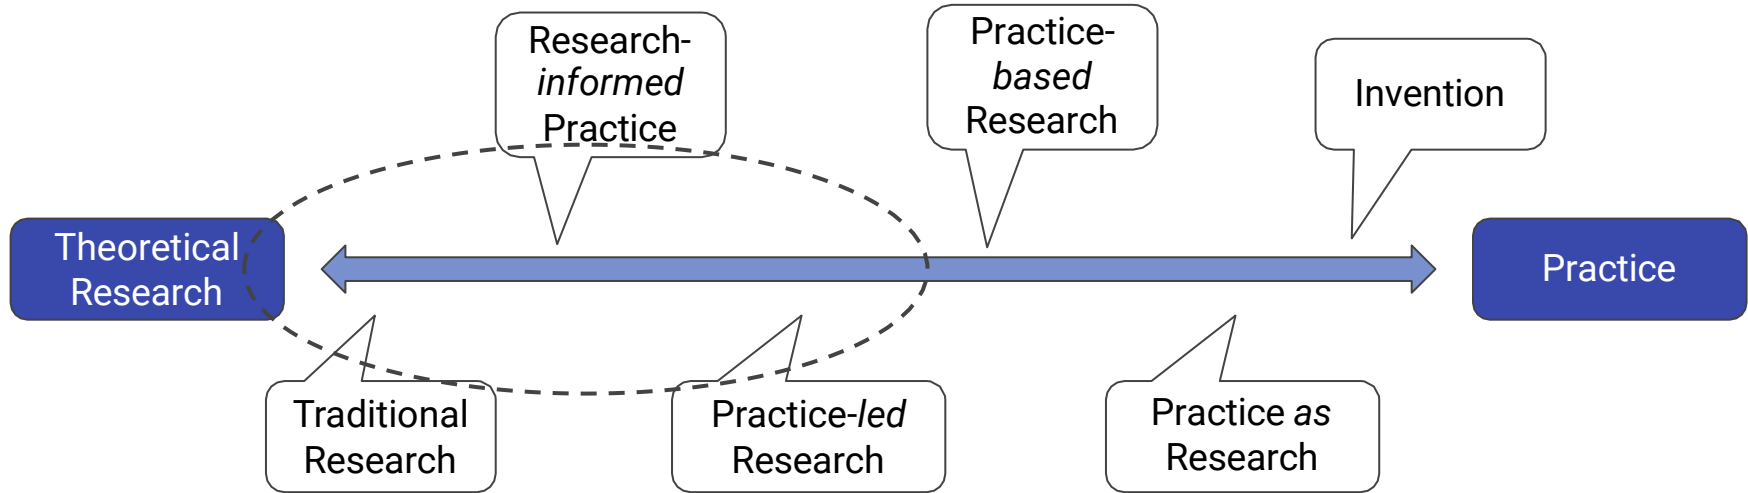 Research-
informed
Practice
Practice-
based
Research
Invention
Theoretical
Research
Practice
Traditional
Research
Practice-led
Research
Practice as
Research